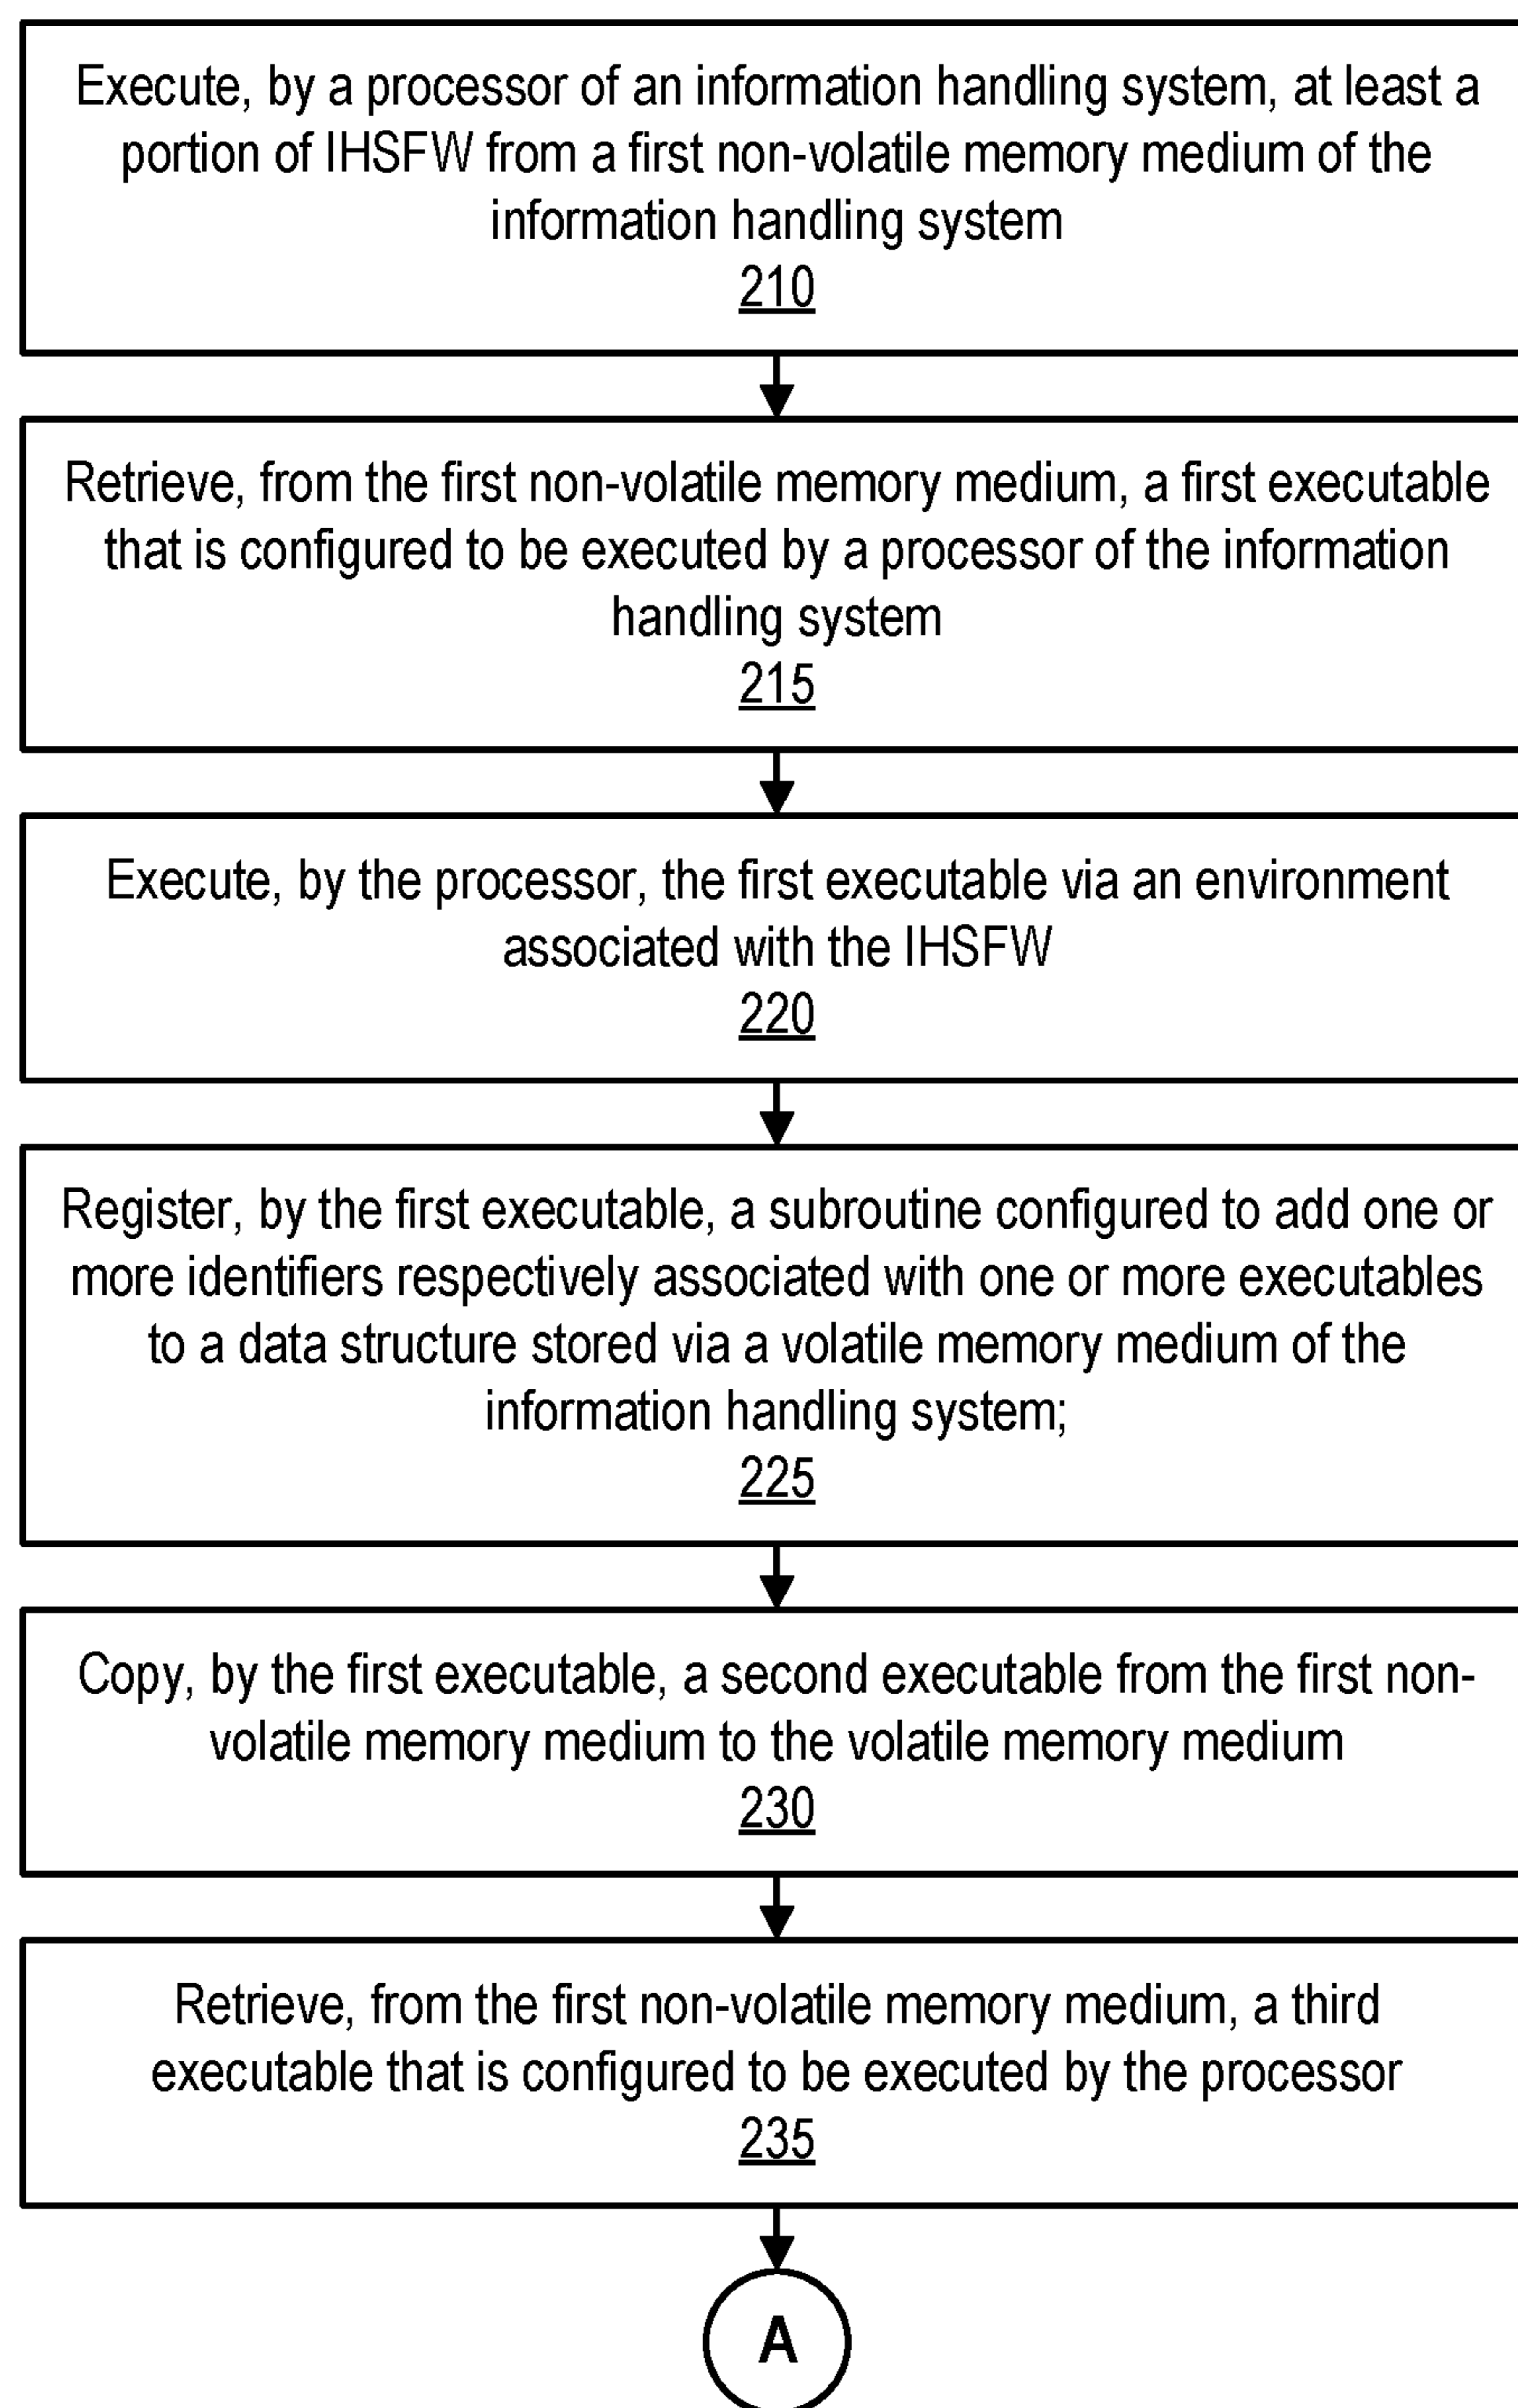 Execute, by a processor of an information handling system, at least a
portion of IHSFW from a first non-volatile memory medium of the
information handling system
210
Retrieve, from the first non-volatile memory medium, a first executable
that is configured to be executed by a processor of the information
handling system
215
Execute, by the processor, the first executable via an environment
associated with the IHSFW
220
Register, by the first executable, a subroutine configured to add one or
more identifiers respectively associated with one or more executables
to a data structure stored via a volatile memory medium of the
information handling system;
225
Copy, by the first executable, a second executable from the first non-
volatile memory medium to the volatile memory medium
230
Retrieve, from the first non-volatile memory medium, a third
executable that is configured to be executed by the processor
235
A